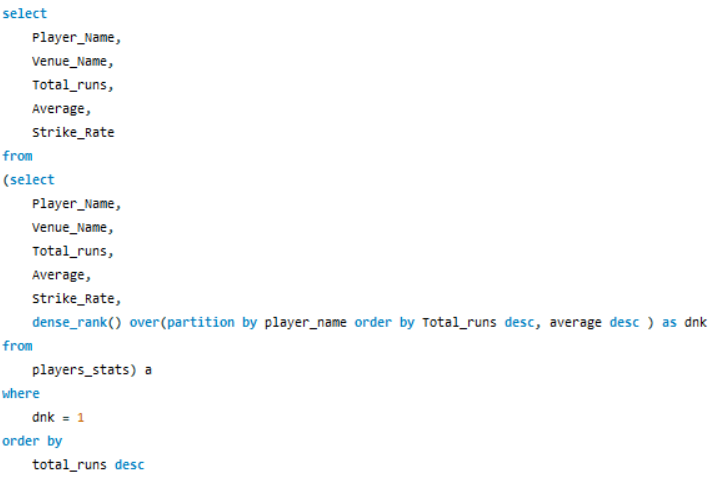 select
    Player_Name,
    Venue_Name,
    Total_runs,
    Average,
    Strike_Rate
from
(select
    Player_Name,
    Venue_Name,
    Total_runs,
    Average,
    Strike_Rate,
    dense_rank() over(partition by player_name order by Total_runs desc, average desc ) as dnk
from
    players_stats) a
where
    dnk = 1
order by
    total_runs desc